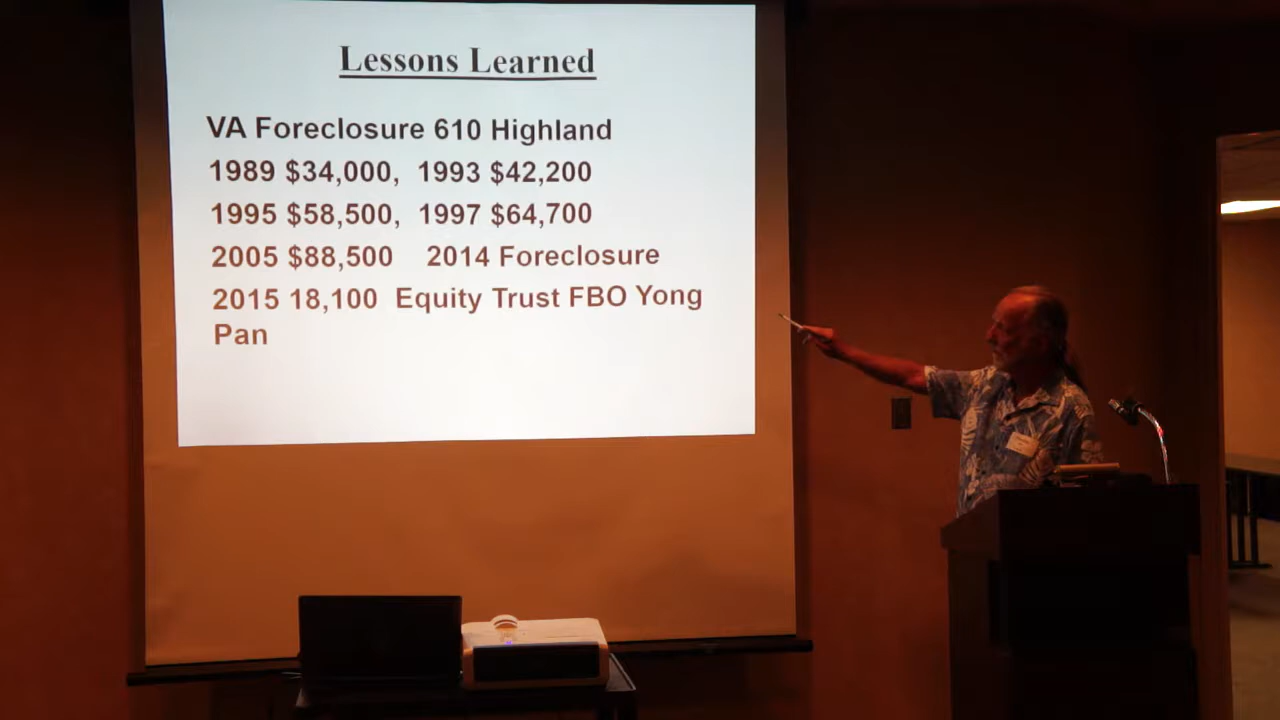 Lessons Learned
VA Foreclosure 610 Highland
1989 $34,000, 1993 $42,200
1995 $58,500, 1997 $64,700
2005 $88,500 2014 Foreclosure
2015 18,100 Equity Trust FBO Yong
Pan